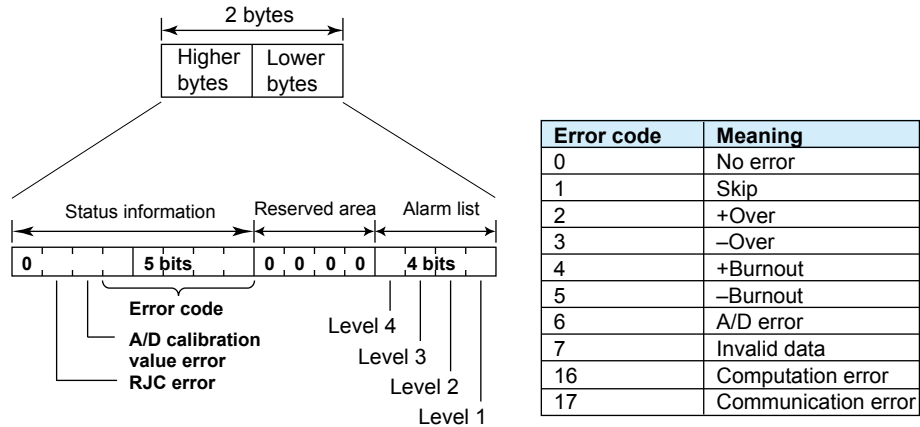 2 bytes
Higher bytes
Lower bytes
Status information
Reserved area
Alarm list
0
5 bits
0 0 0 0
4 bits
Error code
A/D calibration
value error
RJC error
Level 4
Level 3
Level 2
Level 1
Error code Meaning
0 No error
1 Skip
2 +Over
3 –Over
4 +Burnout
5 –Burnout
6 A/D error
7 Invalid data
16 Computation error
17 Communication error